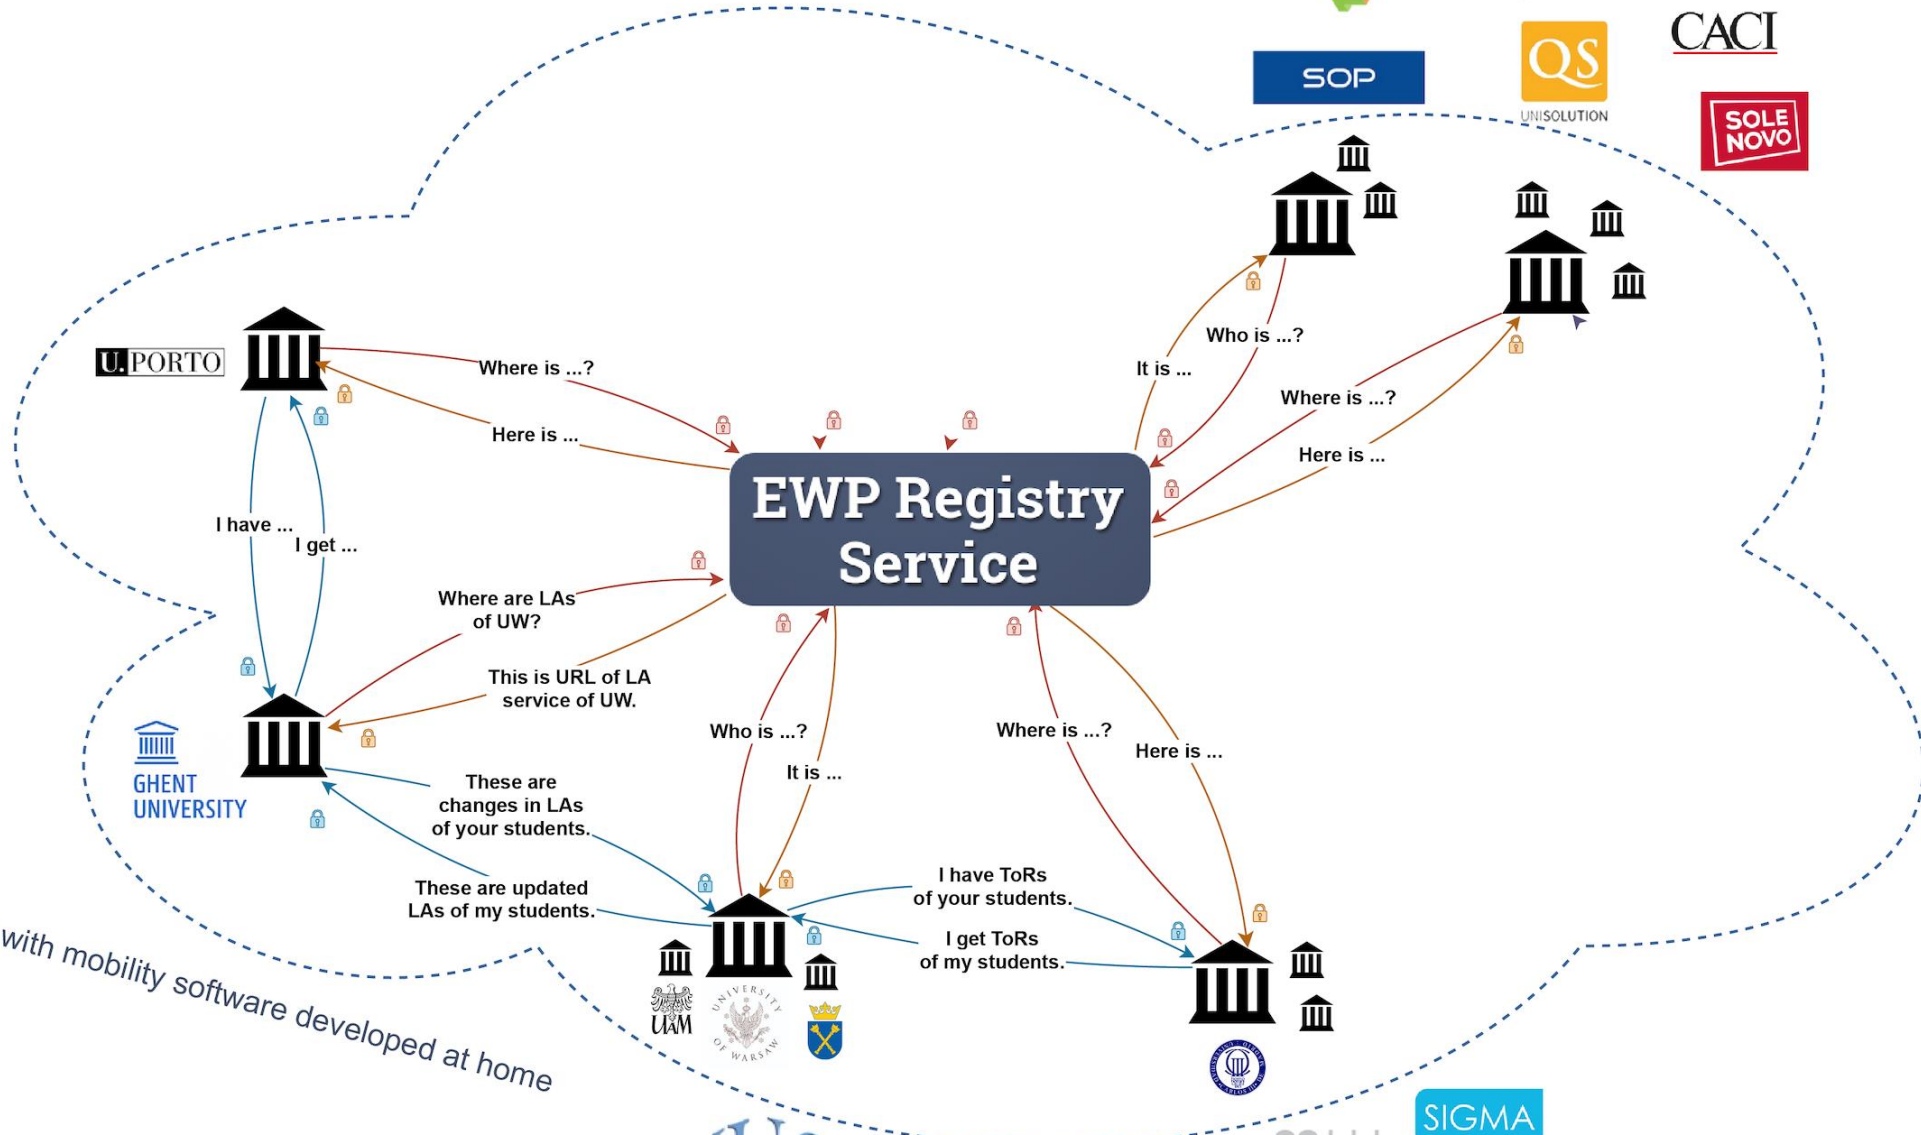 CACI
QS
UNISOLUTION
SOP
SOLE
NOVO
U.PORTO
Where is ...?
Here is ...
Who is ...?
It is ...
Where is ...?
Here is ...
EWP Registry
Service
I have ...
I get ...
Where are LAs
of UW?
This is URL of LA
service of UW.
GHENT
UNIVERSITY
Who is ...?
It is ...
Where is ...?
Here is ...
These are
changes in LAs
of your students.
These are updated
LAs of my students.
I have ToRs
of your students.
I get ToRs
of my students.
with mobility software developed at home
UAM
UNIVERSITY
OF WARSAW
SIGMA